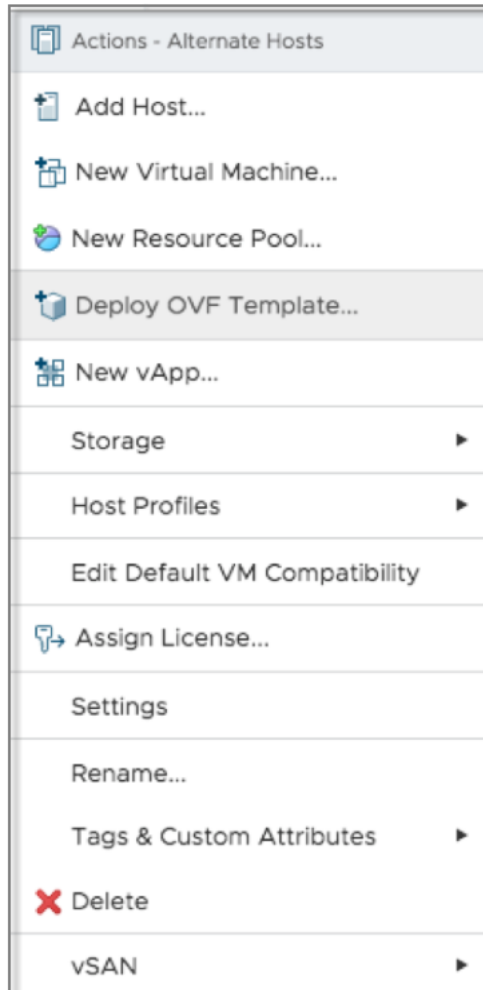 Actions - Alternate Hosts
Add Host...
New Virtual Machine...
New Resource Pool...
Deploy OVF Template...
New vApp...
Storage
Host Profiles
Edit Default VM Compatibility
Assign License...
Settings
Rename...
Tags & Custom Attributes
Delete
vSAN